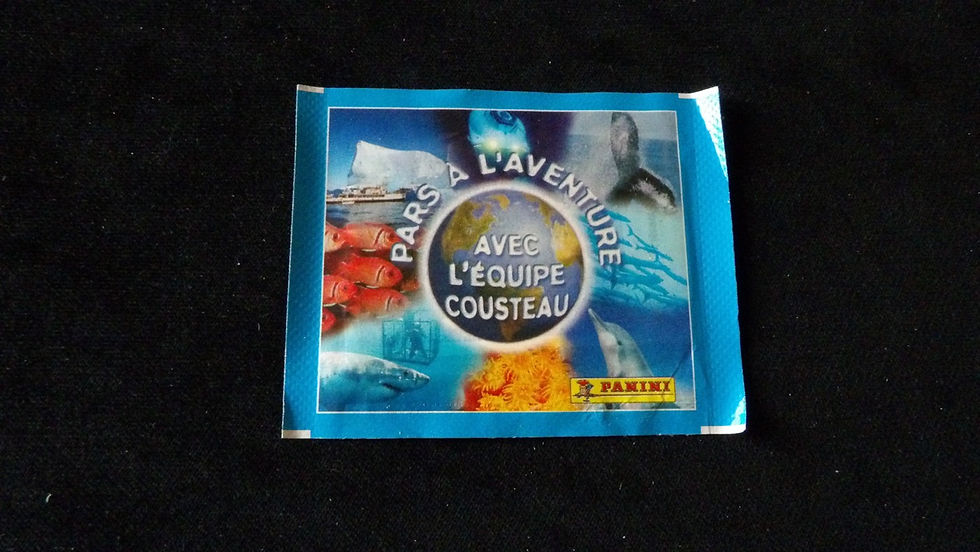 PARS À L'AVENTURE
AVEC
L'ÉQUIPE
COUSTEAU
PANINI